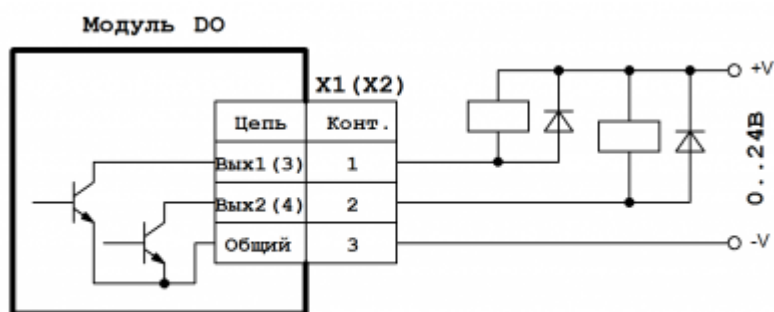 Модуль DO
X1(X2)
Цепь Конт.
Вых1(3) 1
Вых2(4) 2
Общий 3
+V
0..24В
-V